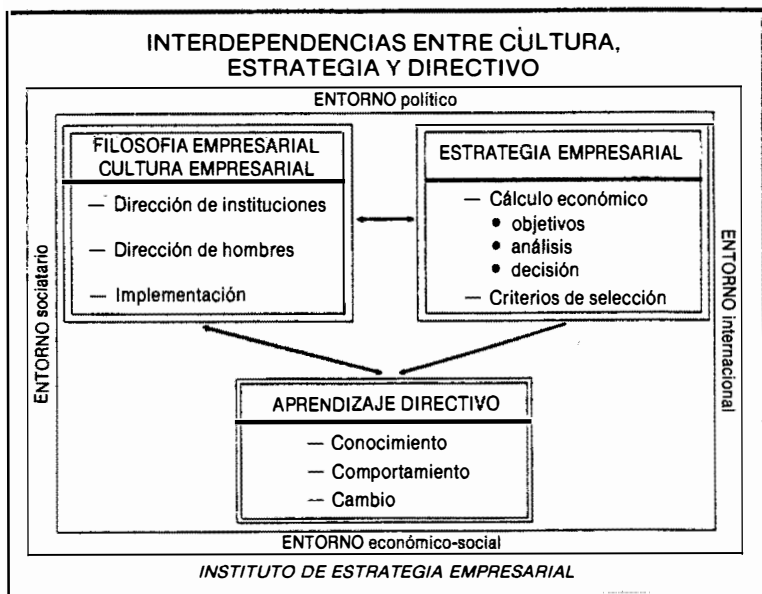 INTERDEPENDENCIAS ENTRE CULTURA,
ESTRATEGIA Y DIRECTIVO
ENTORNO político
FILOSOFIA EMPRESARIAL
CULTURA EMPRESARIAL
— Dirección de instituciones
— Dirección de hombres
— Implementación
ESTRATEGIA EMPRESARIAL
— Cálculo económico
• objetivos
• análisis
• decisión
— Criterios de selección
ENTORNO sociatario
ENTORNO internacional
APRENDIZAJE DIRECTIVO
— Conocimiento
— Comportamiento
— Cambio
ENTORNO económico-social
INSTITUTO DE ESTRATEGIA EMPRESARIAL